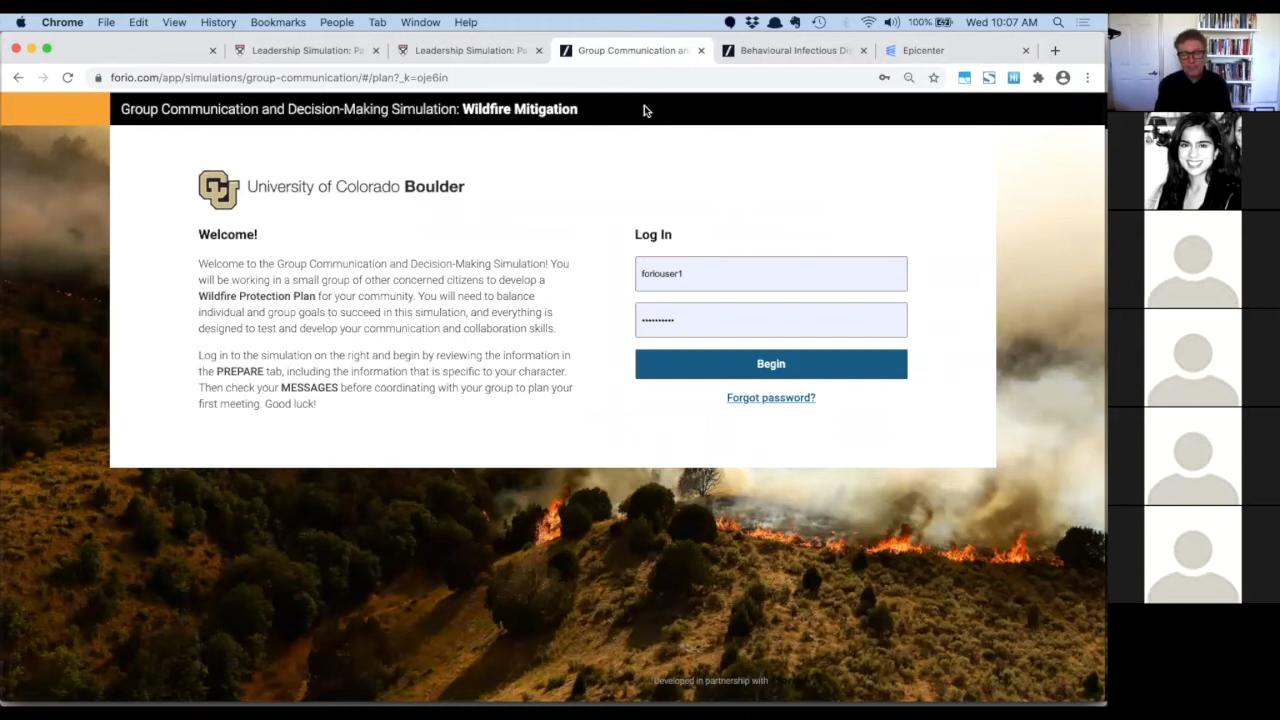 Chrome File Edit View History Bookmarks People Tab Window Help 100% Wed 10:07 AM
Leadership Simulation: Pa Leadership Simulation: Pa Group Communication an Behavioural Infectious Di Epicenter
forio.com/app/simulations/group-communication/#/plan?_k=oje6in
Group Communication and Decision-Making Simulation: Wildfire Mitigation
University of Colorado Boulder
Welcome!
Welcome to the Group Communication and Decision-Making Simulation! You
will be working in a small group of other concerned citizens to develop a
Wildfire Protection Plan for your community. You will need to balance
individual and group goals to succeed in this simulation, and everything is
designed to test and develop your communication and collaboration skills.
Log in to the simulation on the right and begin by reviewing the information in
the PREPARE tab, including the information that is specific to your character.
Then check your MESSAGES before coordinating with your group to plan your
first meeting. Good luck!
Log In
foriouser1
••••••••••
Begin
Forgot password?
Developed in partnership with